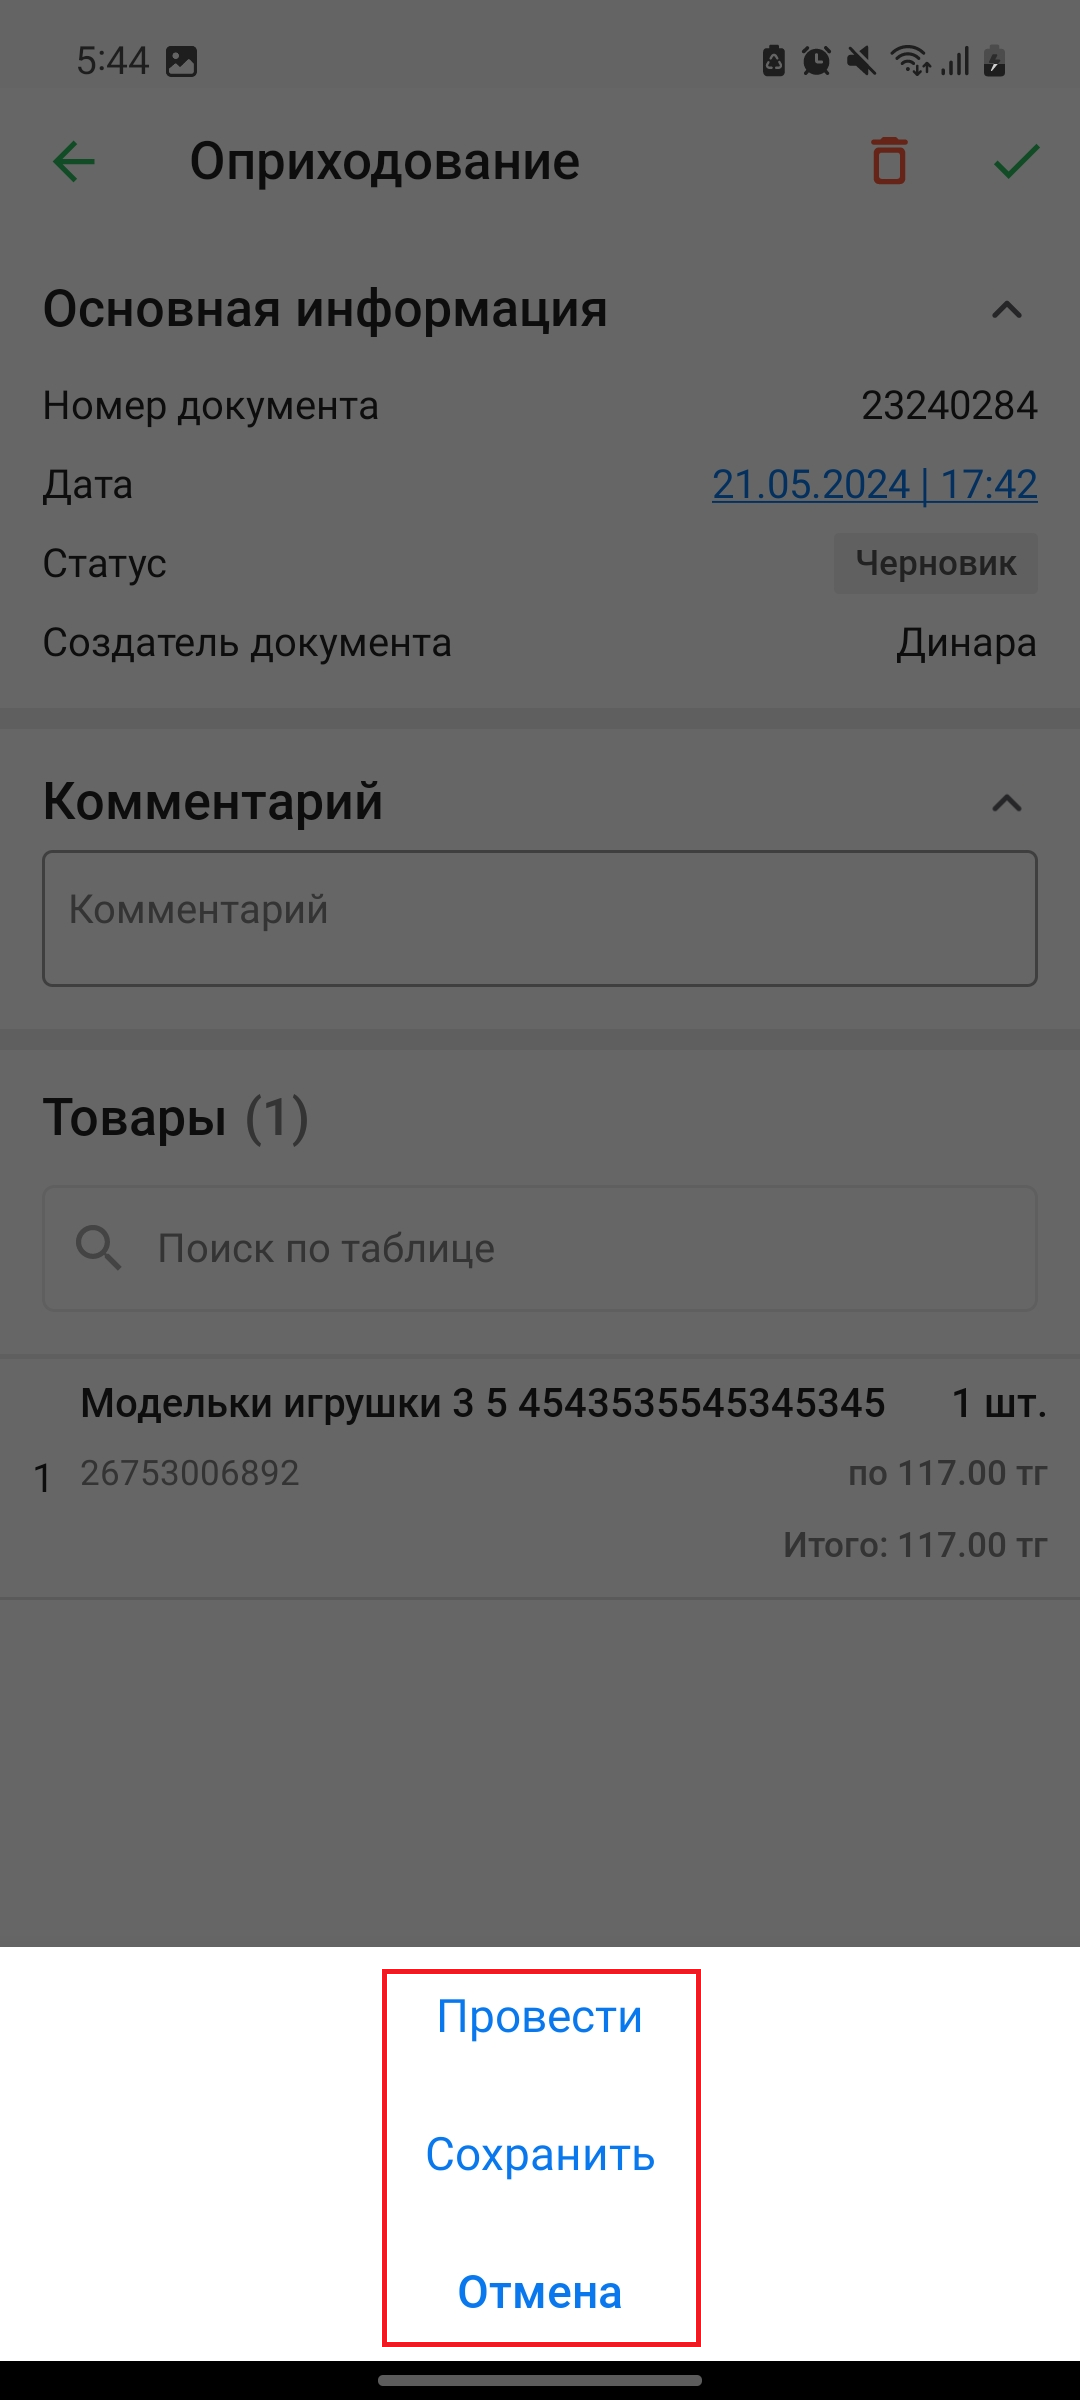 5:44
Оприходование
Основная информация
Номер документа 23240284
Дата 21.05.2024 | 17:42
Статус Черновик
Создатель документа Динара
Комментарий
Комментарий
Товары (1)
Поиск по таблице
Модельки игрушки 3 5 4543535545345345 1 шт.
1 26753006892 по 117.00 тг
Итого: 117.00 тг
Провести
Сохранить
Отмена